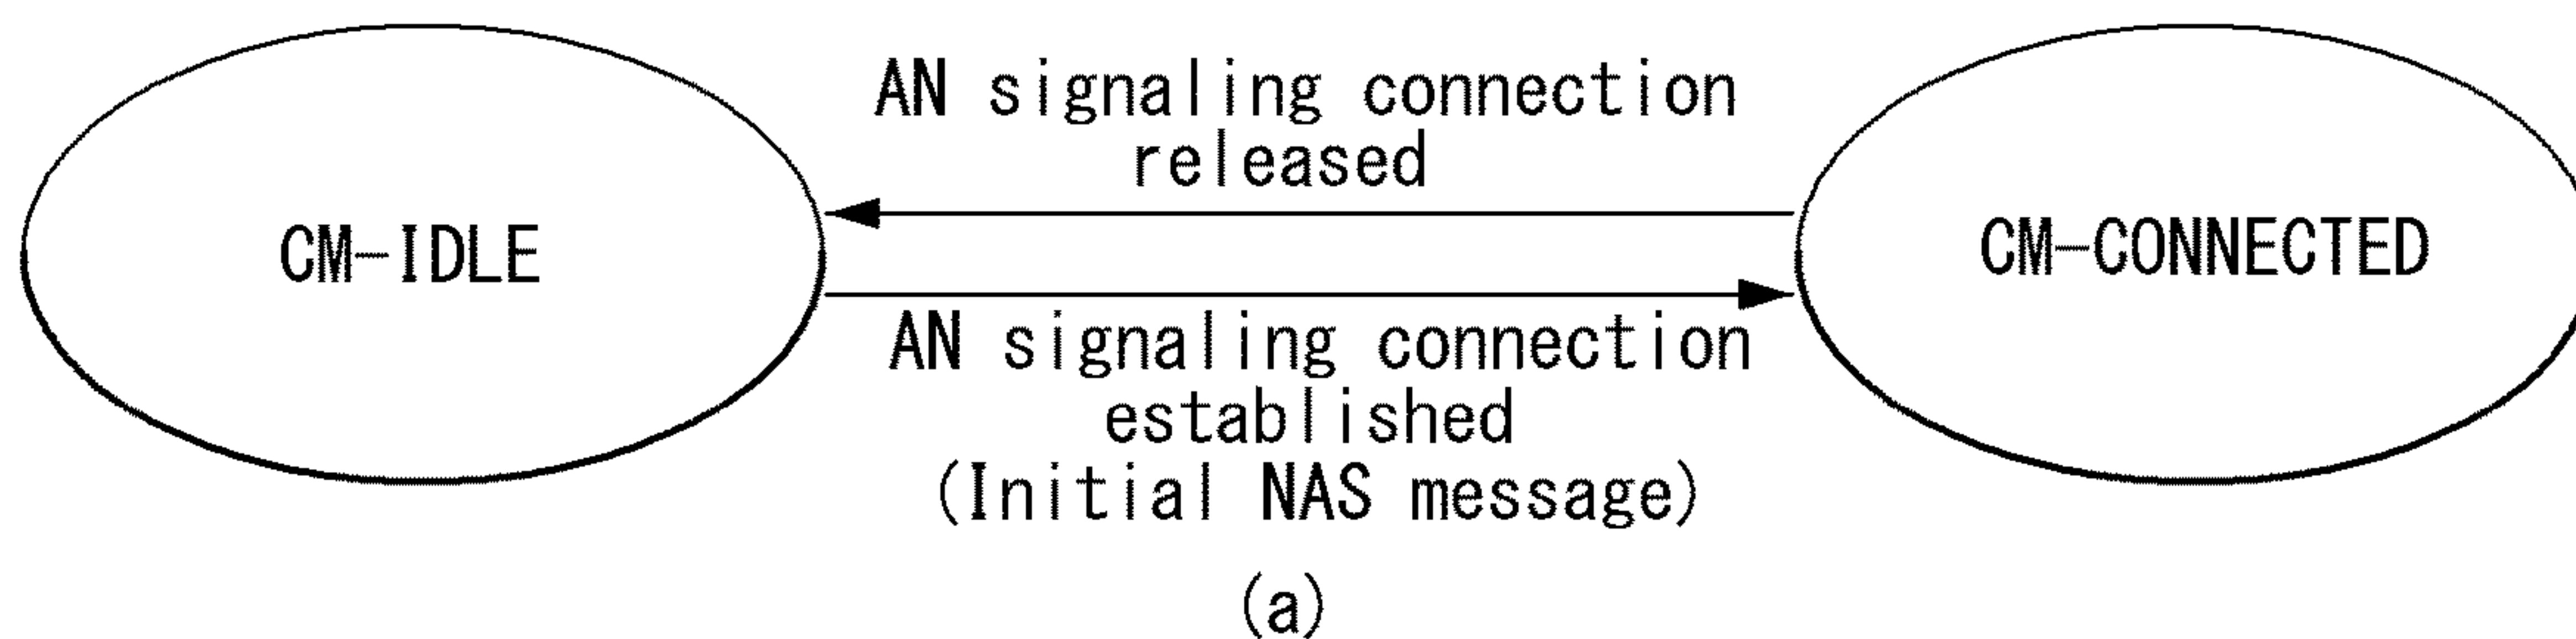 AN signaling connection
released
CM-IDLE
CM-CONNECTED
AN signaling connection
established
(Initial NAS message)
(a)